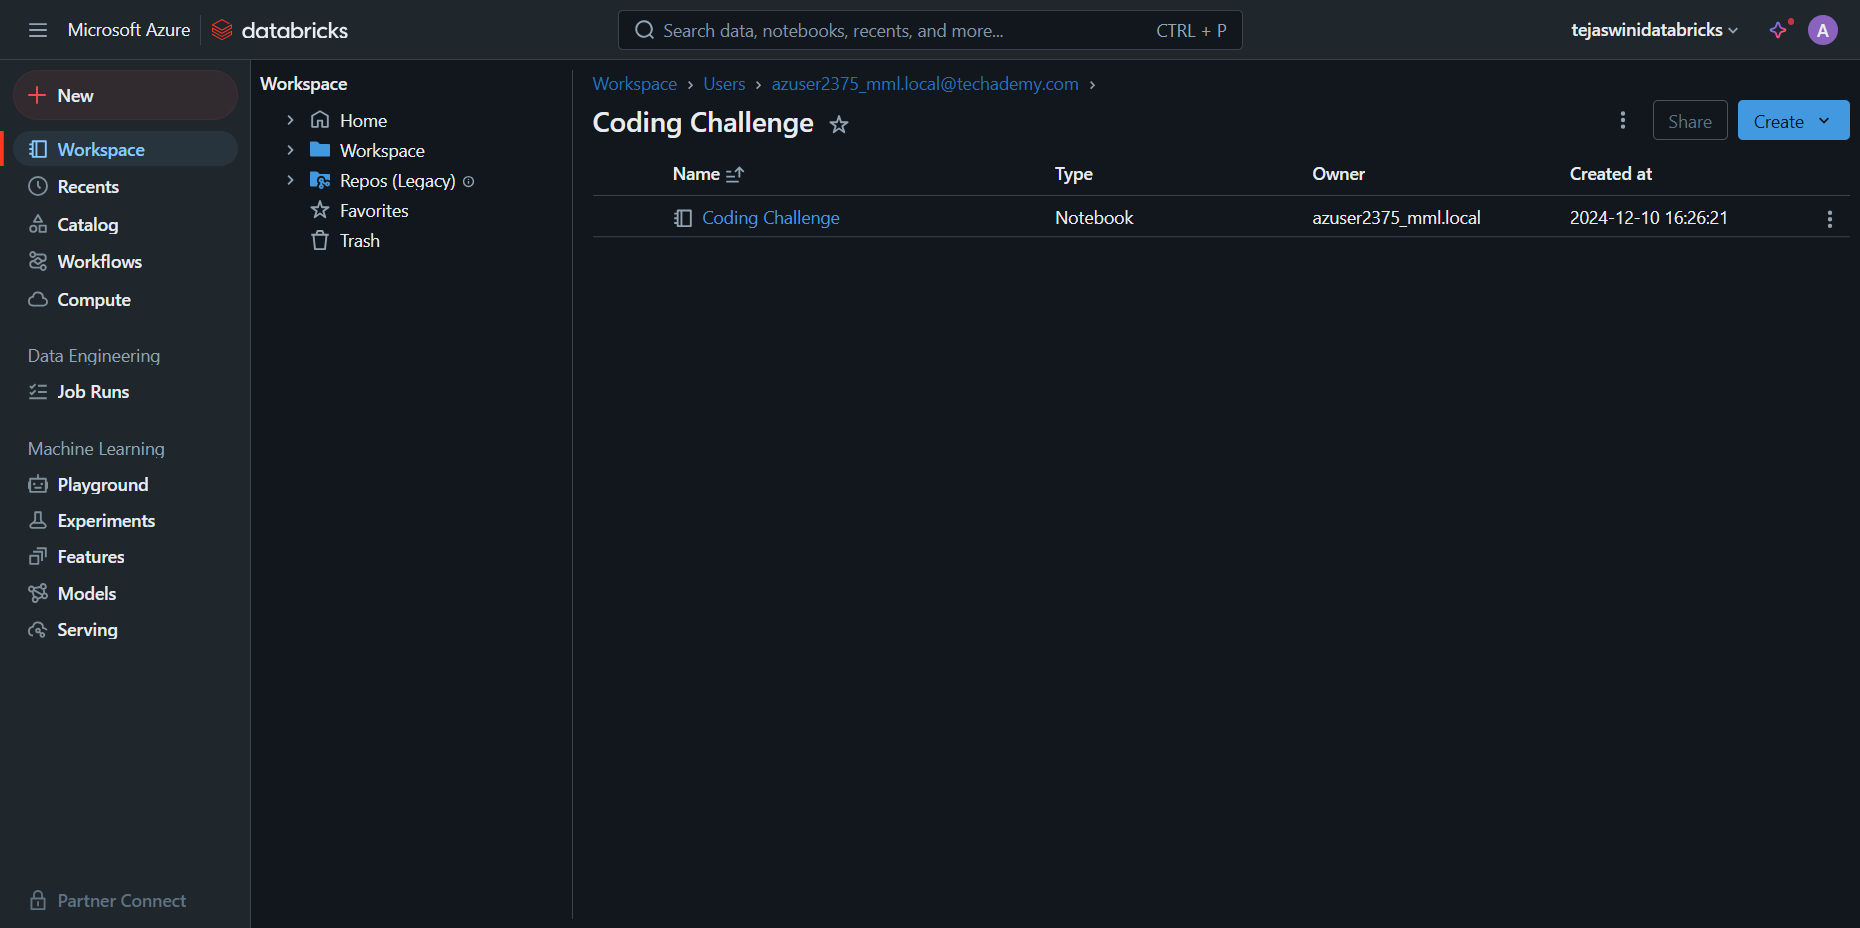 Microsoft Azure databricks
Search data, notebooks, recents, and more... CTRL + P
tejaswinidatabricks
A
New
Workspace
Recents
Catalog
Workflows
Compute
Data Engineering
Job Runs
Machine Learning
Playground
Experiments
Features
Models
Serving
Partner Connect
Workspace
Home
Workspace
Repos (Legacy)
Favorites
Trash
Workspace › Users › azuser2375_mml.local@techademy.com ›
Coding Challenge
Share
Create
Name Type Owner Created at
Coding Challenge Notebook azuser2375_mml.local 2024-12-10 16:26:21